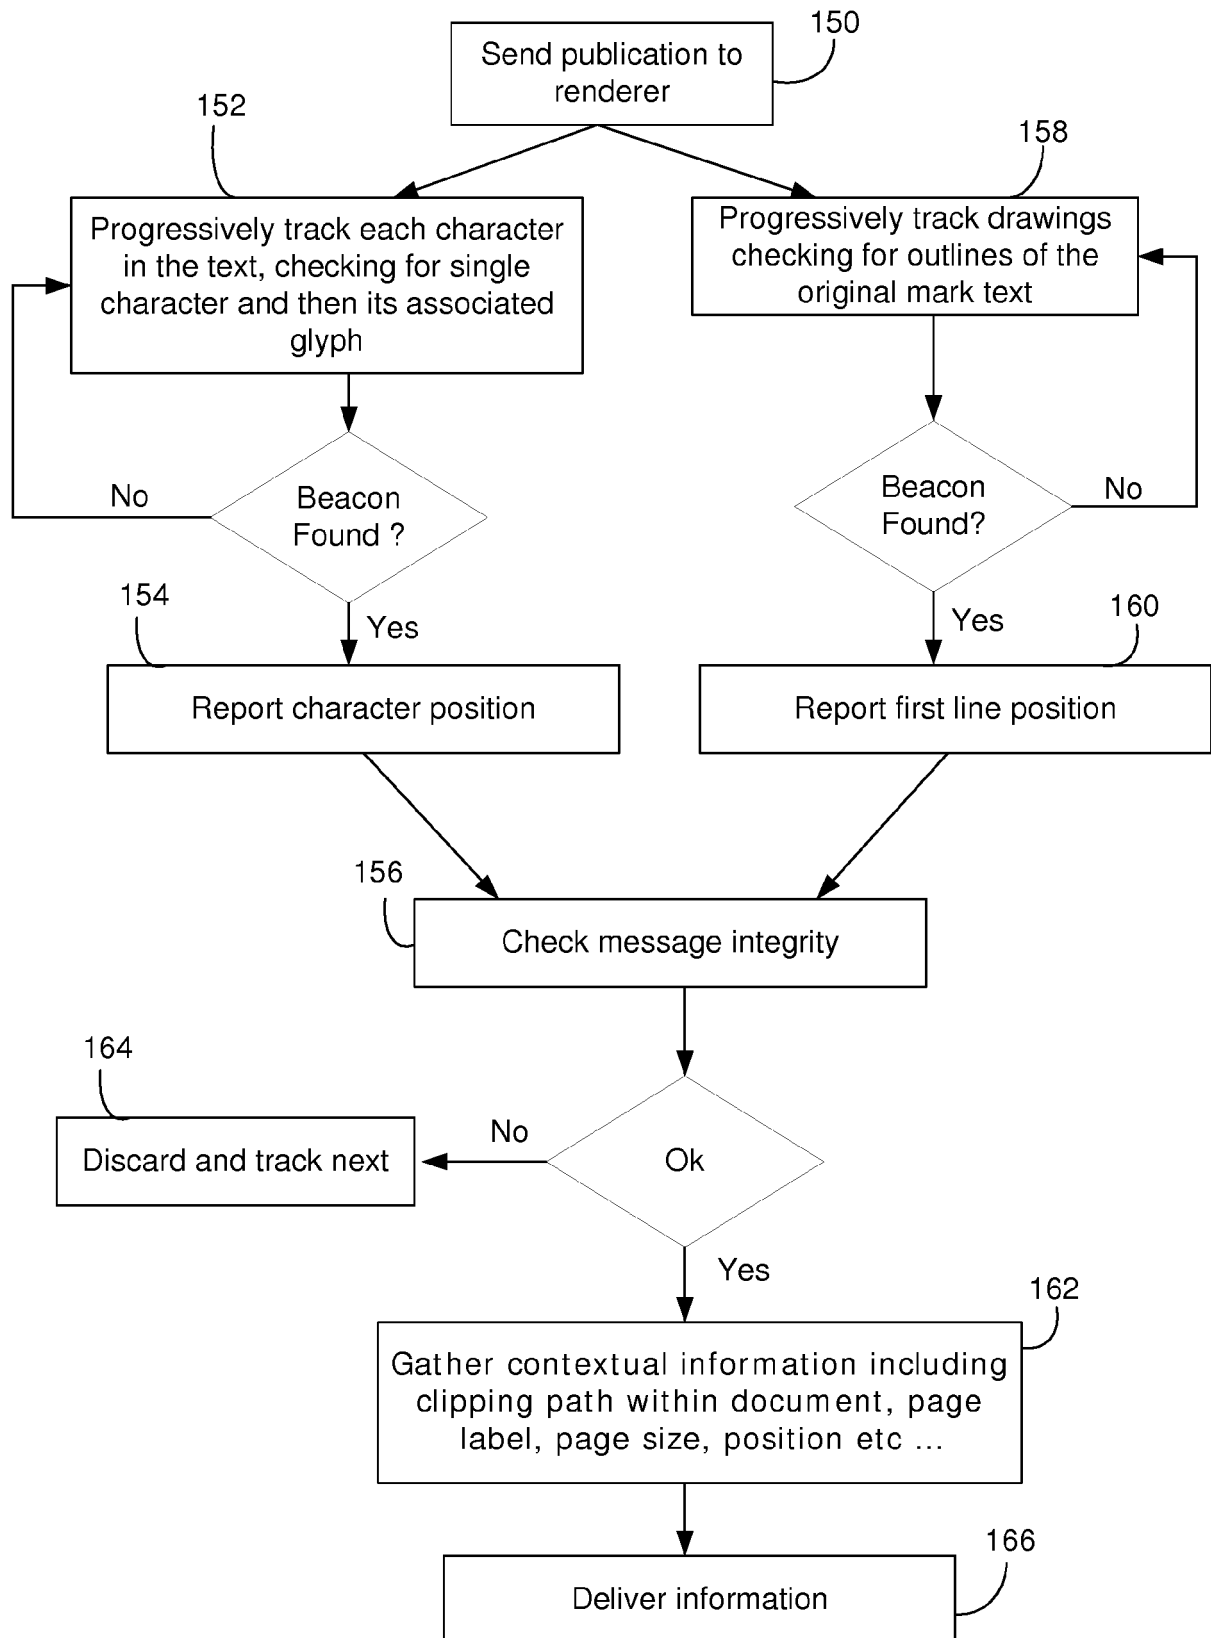 150
Send publication to
renderer
152
158
Progressively track each character
in the text, checking for single
character and then its associated
glyph
Progressively track drawings
checking for outlines of the
original mark text
Beacon
Found ?
No
Beacon
Found?
No
154
Yes
160
Yes
Report character position
Report first line position
156
Check message integrity
164
No
Discard and track next
Ok
Yes
162
Gather contextual information including
clipping path within document, page
label, page size, position etc ...
166
Deliver information